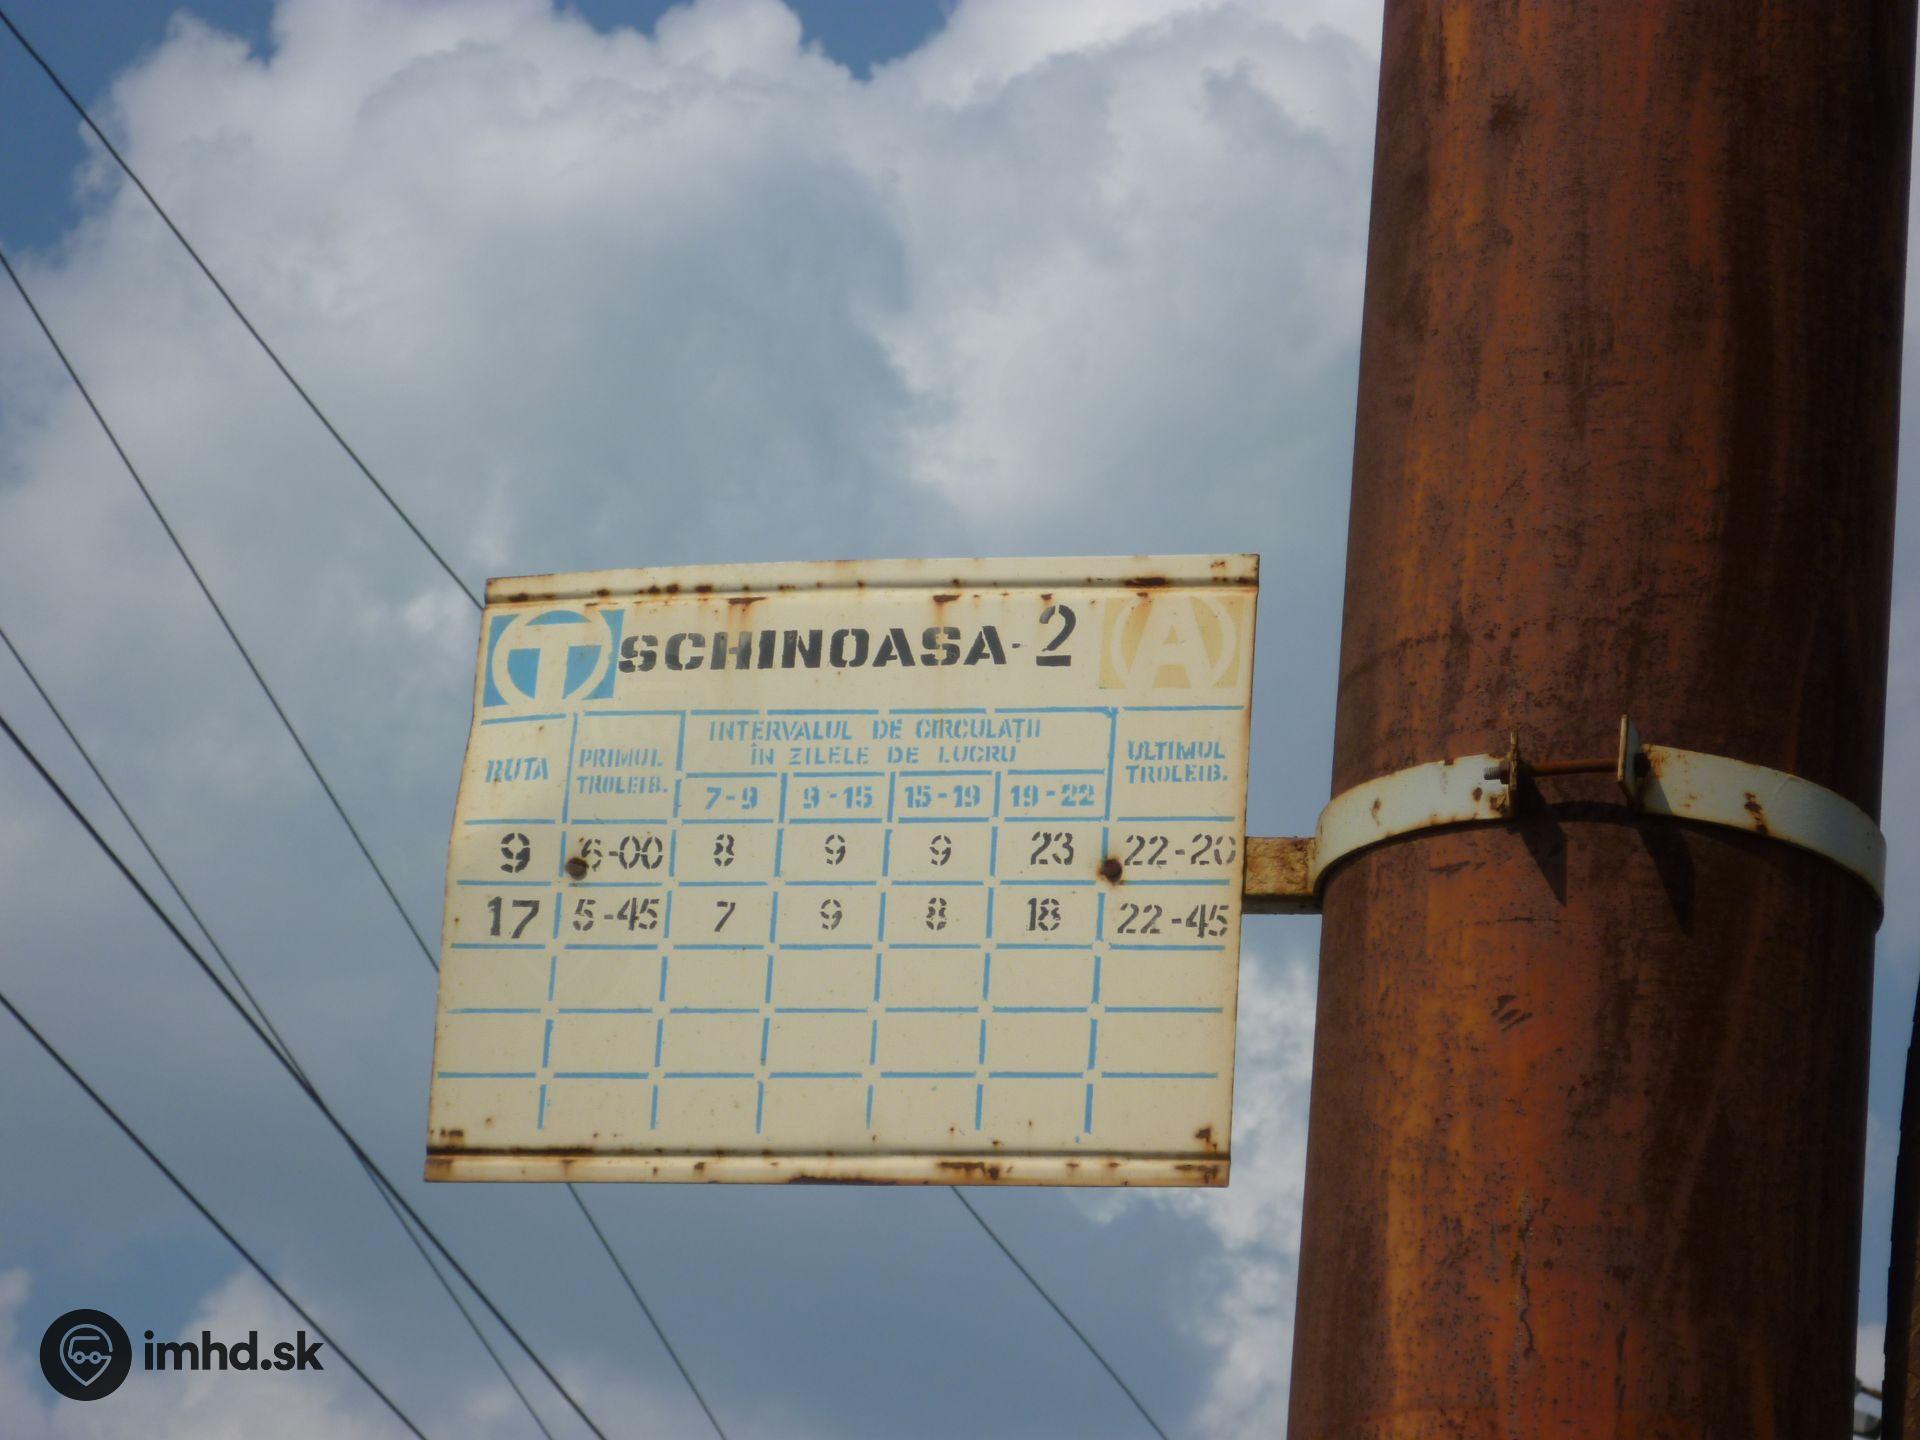 T SCHINOASA-2 A
RUTA PRIMUL TROLEIB. INTERVALUL DE CIRCULAȚII ÎN ZILELE DE LUCRU ULTIMUL TROLEIB.
7-9 9-15 15-19 19-22
9 6-00 8 9 9 23 22-20
17 5-45 7 9 8 18 22-45
imhd.sk